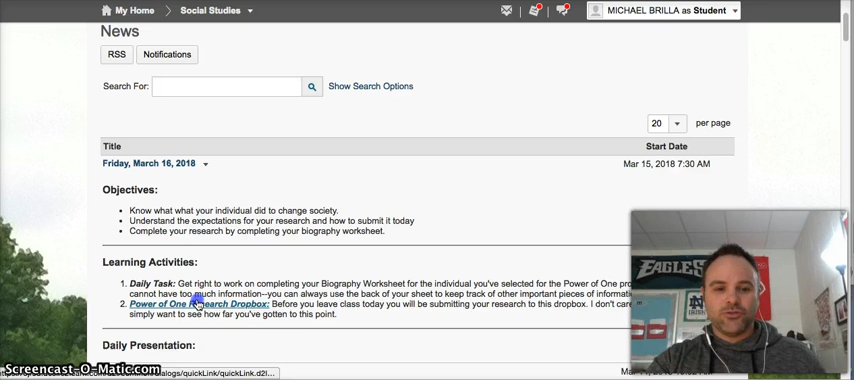 My Home
Social Studies
MICHAEL BRILLA as Student
News
RSS
Notifications
Search For:
Show Search Options
20
per page
Title
Start Date
Friday, March 16, 2018
Mar 15, 2018 7:30 AM
Objectives:
• Know what what your individual did to change society.
• Understand the expectations for your research and how to submit it today
• Complete your research by completing your biography worksheet.
Learning Activities:
1. Daily Task: Get right to work on completing your Biography Worksheet for the individual you've selected for the Power of One
cannot have too much information--you can always use the back of your sheet to keep track of other important pieces of
2. Power of One Research Dropbox: Before you leave class today you will be submitting your research to this dropbox. I don't
simply want to see how far you've gotten to this point.
Daily Presentation:
EAGLES
Screencast-O-Matic.com